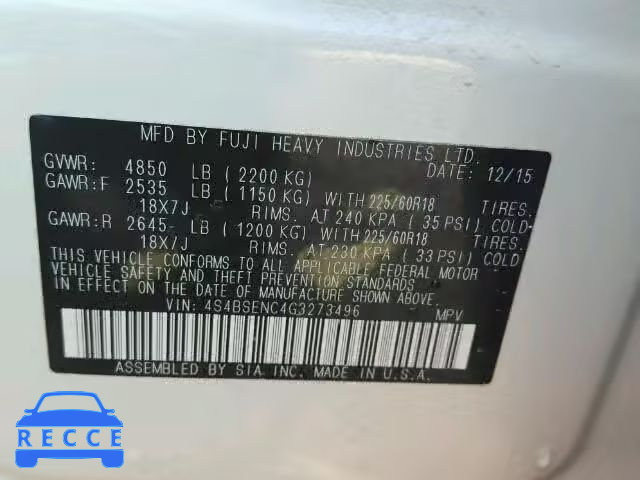 MFD BY FUJI HEAVY INDUSTRIES LTD.
GVWR: 4850 LB (2200 KG) DATE: 12/15
GAWR:F 2535 LB (1150 KG) WITH 225/60R18 TIRES.
18X7J RIMS. AT 240 KPA (35 PSI) COLD
GAWR:R 2645 LB (1200 KG) WITH 225/60R18 TIRES.
18X7J RIMS. AT 230 KPA (33 PSI) COLD
THIS VEHICLE CONFORMS TO ALL APPLICABLE FEDERAL MOTOR
VEHICLE SAFETY AND THEFT PREVENTION STANDARDS
IN EFFECT ON THE DATE OF MANUFACTURE SHOWN ABOVE.
VIN: 4S4BSENC4G3273496 MPV
ASSEMBLED BY SIA INC. MADE IN U.S.A.
RECCE